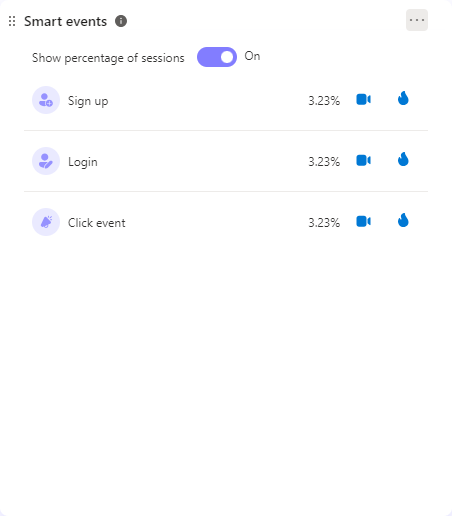 Smart events
Show percentage of sessions On
Sign up 3.23%
Login 3.23%
Click event 3.23%